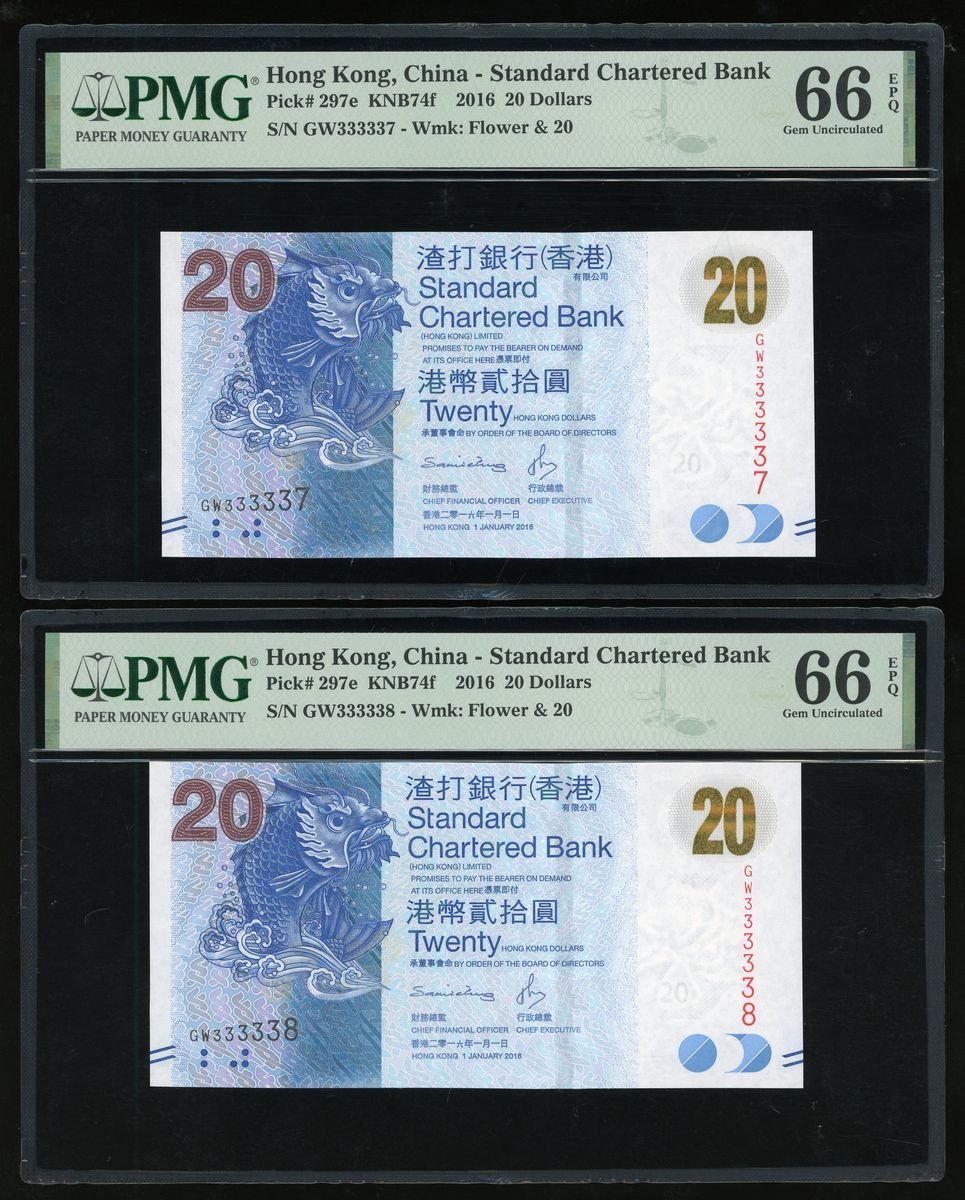 PMG®
PAPER MONEY GUARANTY
Hong Kong, China - Standard Chartered Bank
Pick# 297e KNB74f 2016 20 Dollars
S/N GW333337 - Wmk: Flower & 20
66 EPQ
Gem Uncirculated
20
渣打銀行(香港)
有限公司
Standard
Chartered Bank
(HONG KONG) LIMITED
PROMISES TO PAY THE BEARER ON DEMAND
AT ITS OFFICE HERE 憑票即付
港幣貳拾圓
Twenty HONG KONG DOLLARS
承董事會命 BY ORDER OF THE BOARD OF DIRECTORS
財務總監 行政總裁
CHIEF FINANCIAL OFFICER CHIEF EXECUTIVE
香港二零一六年一月一日
HONG KONG 1 JANUARY 2016
GW333337
20
GW333337
20
PMG®
PAPER MONEY GUARANTY
Hong Kong, China - Standard Chartered Bank
Pick# 297e KNB74f 2016 20 Dollars
S/N GW333338 - Wmk: Flower & 20
66 EPQ
Gem Uncirculated
20
渣打銀行(香港)
有限公司
Standard
Chartered Bank
(HONG KONG) LIMITED
PROMISES TO PAY THE BEARER ON DEMAND
AT ITS OFFICE HERE 憑票即付
港幣貳拾圓
Twenty HONG KONG DOLLARS
承董事會命 BY ORDER OF THE BOARD OF DIRECTORS
財務總監 行政總裁
CHIEF FINANCIAL OFFICER CHIEF EXECUTIVE
香港二零一六年一月一日
HONG KONG 1 JANUARY 2016
GW333338
20
GW333338
20